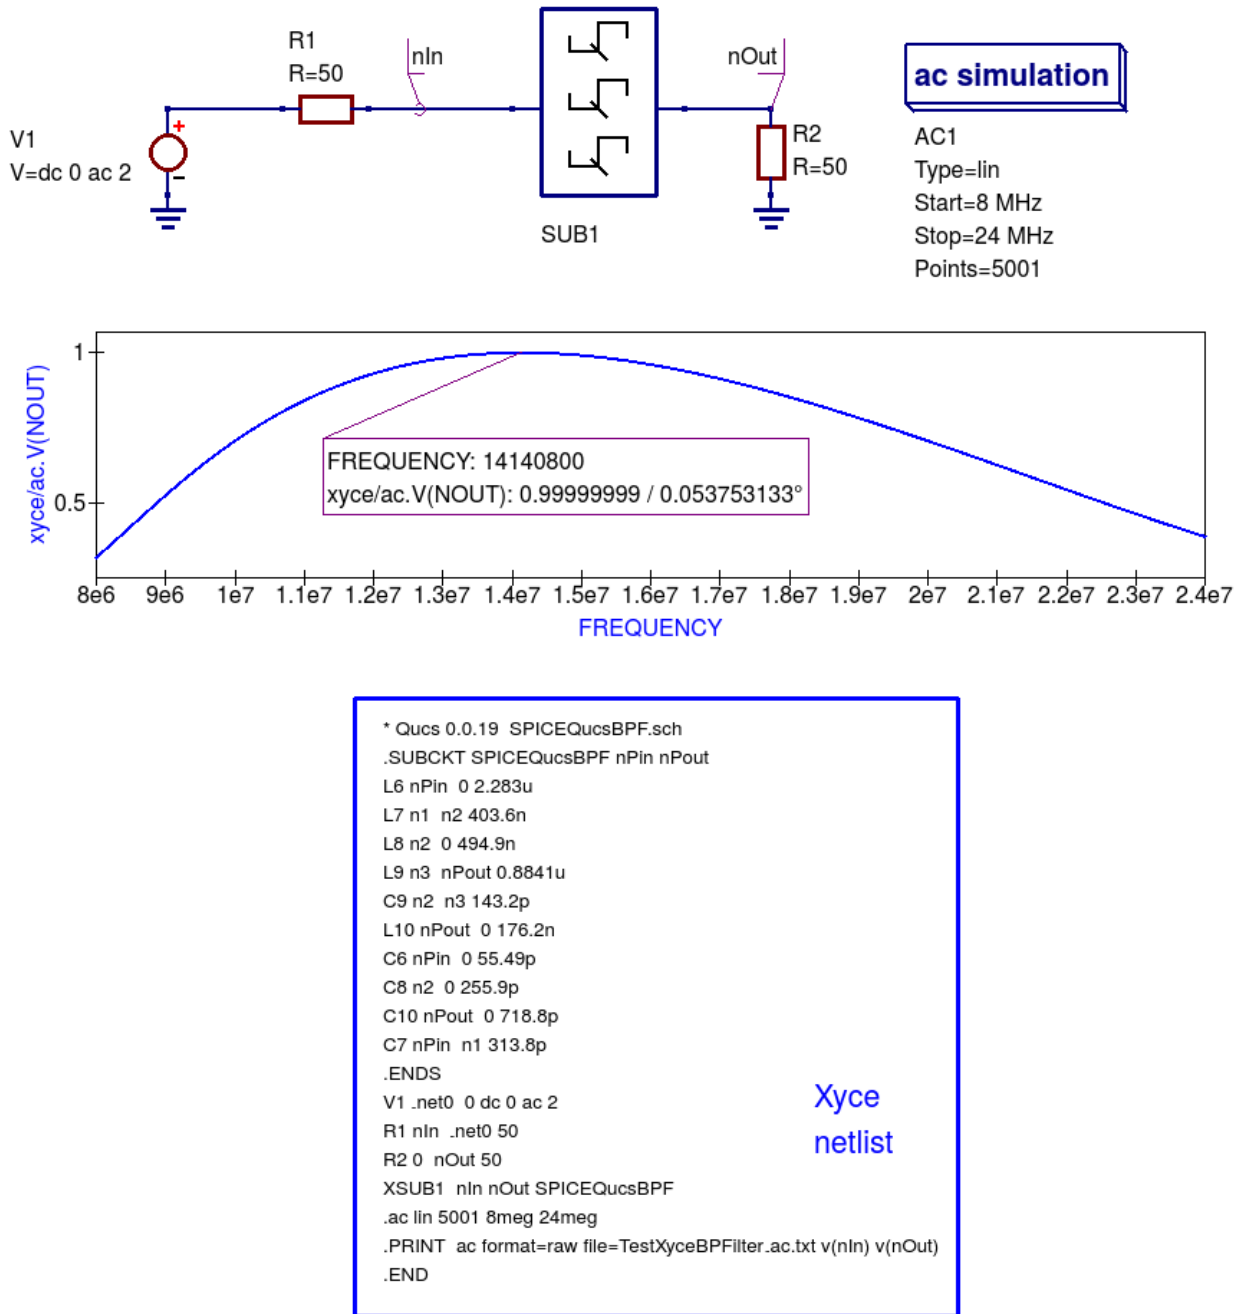 R1
R=50
nIn
nOut
ac simulation
V1
V=dc 0 ac 2
+
−
R2
R=50
SUB1
AC1
Type=lin
Start=8 MHz
Stop=24 MHz
Points=5001
xyce/ac.V(NOUT)
1
0.5
FREQUENCY: 14140800
xyce/ac.V(NOUT): 0.99999999 / 0.053753133°
8e6 9e6 1e7 1.1e7 1.2e7 1.3e7 1.4e7 1.5e7 1.6e7 1.7e7 1.8e7 1.9e7 2e7 2.1e7 2.2e7 2.3e7 2.4e7
FREQUENCY
* Qucs 0.0.19 SPICEQucsBPF.sch
.SUBCKT SPICEQucsBPF nPin nPout
L6 nPin 0 2.283u
L7 n1 n2 403.6n
L8 n2 0 494.9n
L9 n3 nPout 0.8841u
C9 n2 n3 143.2p
L10 nPout 0 176.2n
C6 nPin 0 55.49p
C8 n2 0 255.9p
C10 nPout 0 718.8p
C7 nPin n1 313.8p
.ENDS
V1 _net0 0 dc 0 ac 2
R1 nIn _net0 50
R2 0 nOut 50
XSUB1 nIn nOut SPICEQucsBPF
.ac lin 5001 8meg 24meg
.PRINT ac format=raw file=TestXyceBPFilter_ac.txt v(nIn) v(nOut)
.END
Xyce
netlist